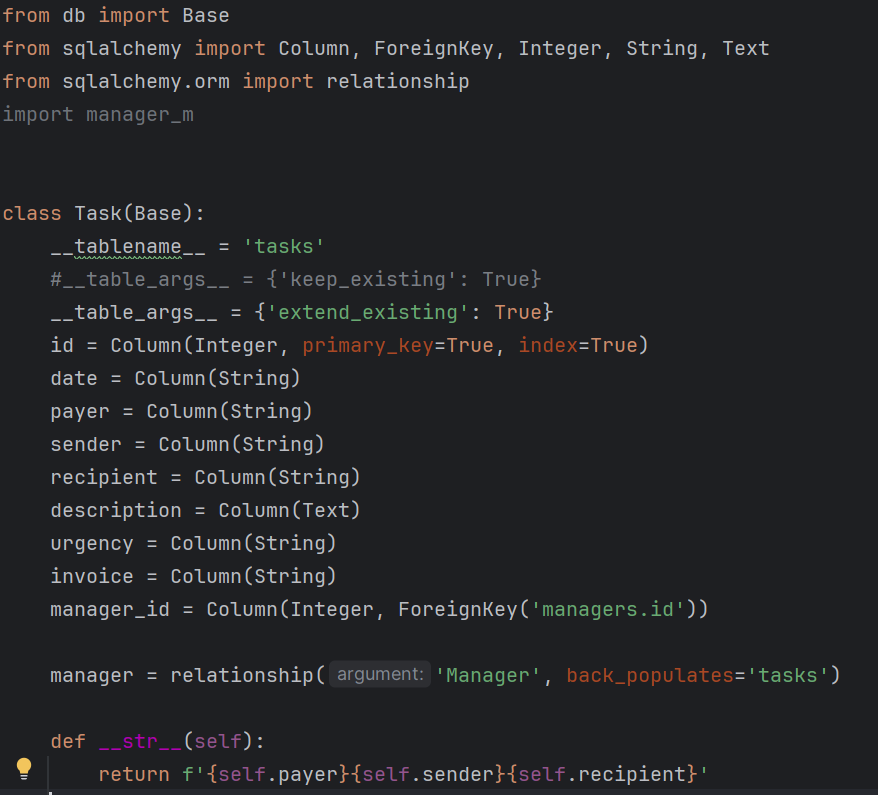 from db import Base
from sqlalchemy import Column, ForeignKey, Integer, String, Text
from sqlalchemy.orm import relationship
import manager_m
class Task(Base):
    __tablename__ = 'tasks'
    #__table_args__ = {'keep_existing': True}
    __table_args__ = {'extend_existing': True}
    id = Column(Integer, primary_key=True, index=True)
    date = Column(String)
    payer = Column(String)
    sender = Column(String)
    recipient = Column(String)
    description = Column(Text)
    urgency = Column(String)
    invoice = Column(String)
    manager_id = Column(Integer, ForeignKey('managers.id'))
    manager = relationship( argument: 'Manager', back_populates='tasks')
    def __str__(self):
        return f'{self.payer}{self.sender}{self.recipient}'